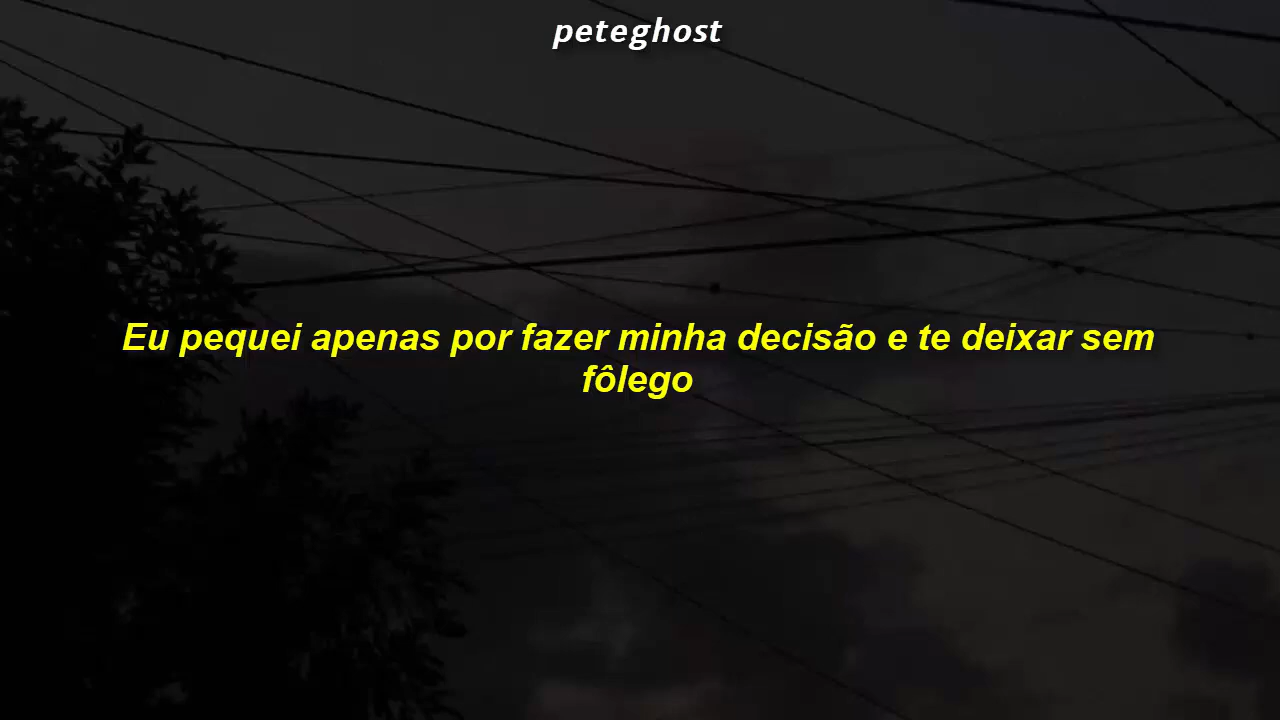 peteghost
Eu pequei apenas por fazer minha decisão e te deixar sem
fôlego